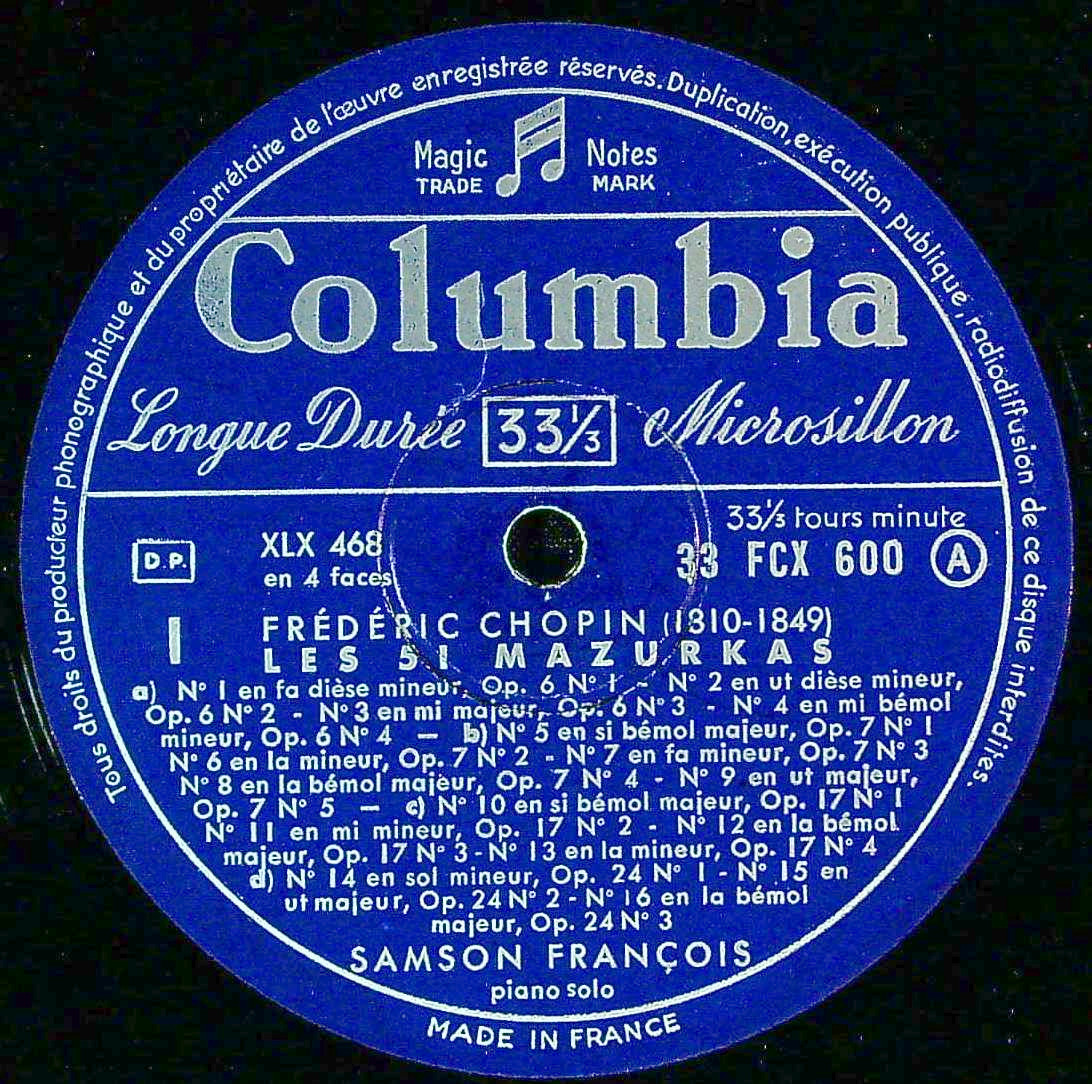 Tous droits du producteur phonographique et du propriétaire de l'œuvre enregistrée réservés. Duplication, exécution publique, radiodiffusion de ce disque interdites.
Magic Notes
TRADE MARK
Columbia
Longue Durée 33⅓ Microsillon
33⅓ tours minute
D.P. XLX 468 33 FCX 600 A
en 4 faces
I FRÉDÉRIC CHOPIN (1810-1849)
LES 51 MAZURKAS
a) N° 1 en fa dièse mineur, Op. 6 N° 1 - N° 2 en ut dièse mineur,
Op. 6 N° 2 - N° 3 en mi majeur, Op. 6 N° 3 - N° 4 en mi bémol
mineur, Op. 6 N° 4 — b) N° 5 en si bémol majeur, Op. 7 N° 1
N° 6 en la mineur, Op. 7 N° 2 - N° 7 en fa mineur, Op. 7 N° 3
N° 8 en la bémol majeur, Op. 7 N° 4 - N° 9 en ut majeur,
Op. 7 N° 5 — c) N° 10 en si bémol majeur, Op. 17 N° 1
N° 11 en mi mineur, Op. 17 N° 2 - N° 12 en la bémol
majeur, Op. 17 N° 3 - N° 13 en la mineur, Op. 17 N° 4
d) N° 14 en sol mineur, Op. 24 N° 1 - N° 15 en
ut majeur, Op. 24 N° 2 - N° 16 en la bémol
majeur, Op. 24 N° 3
SAMSON FRANÇOIS
piano solo
MADE IN FRANCE